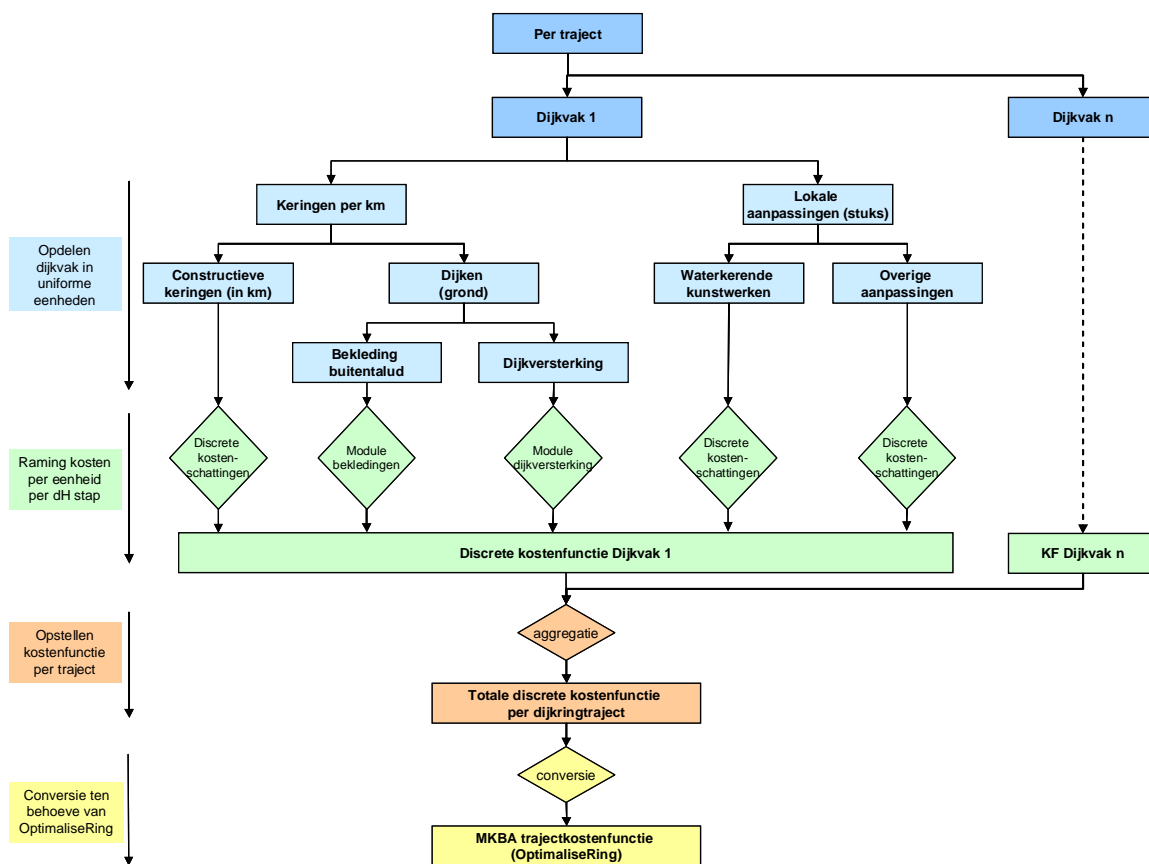 Per traject
Dijkvak 1
Dijkvak n
Keringen per km
Lokale
aanpassingen (stuks)
Opdelen
dijkvak in
uniforme
eenheden
Constructieve
keringen (in km)
Dijken
(grond)
Waterkerende
kunstwerken
Overige
aanpassingen
Bekleding
buitentalud
Dijkversterking
Raming kosten
per eenheid
per dH stap
Discrete
kosten-
schattingen
Module
bekledingen
Module
dijkversterking
Discrete
kosten-
schattingen
Discrete
kosten-
schattingen
Discrete kostenfunctie Dijkvak 1
KF Dijkvak n
Opstellen
kostenfunctie
per traject
aggregatie
Totale discrete kostenfunctie
per dijkringtraject
Conversie ten
behoeve van
OptimaliseRing
conversie
MKBA trajectkostenfunctie
(OptimaliseRing)